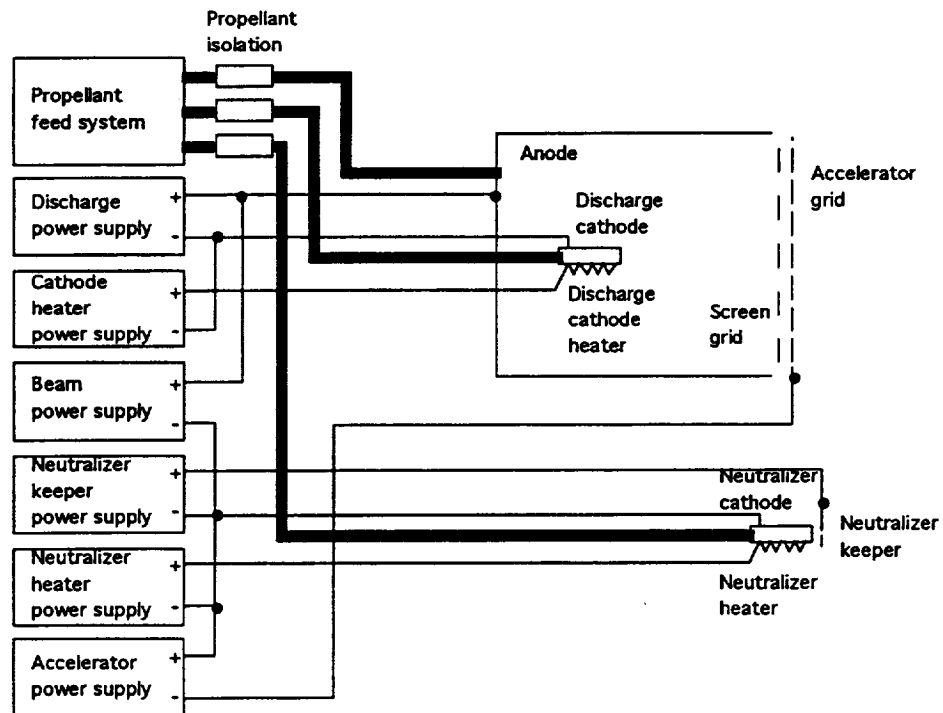 Propellant
isolation
Propellant
feed system
Anode
Accelerator
grid
Discharge
power supply
+
-
Discharge
cathode
Cathode
heater
power supply
+
-
Discharge
cathode
heater
Screen
grid
Beam
power supply
+
-
Neutralizer
keeper
power supply
+
-
Neutralizer
cathode
Neutralizer
keeper
Neutralizer
heater
power supply
+
-
Neutralizer
heater
Accelerator
power supply
+
-